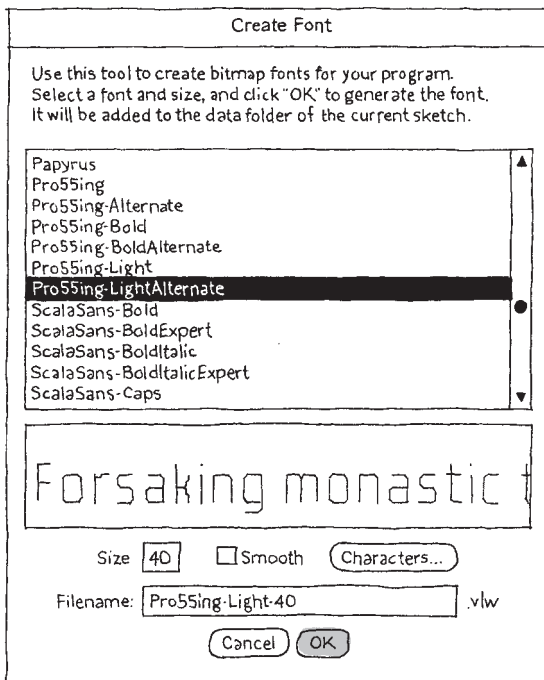 Create Font
Use this tool to create bitmap fonts for your program.
Select a font and size, and click "OK" to generate the font.
It will be added to the data folder of the current sketch.
Papyrus
Pro55ing
Pro55ing-Alternate
Pro55ing-Bold
Pro55ing-BoldAlternate
Pro55ing-Light
Pro55ing-LightAlternate
ScalaSans-Bold
ScalaSans-BoldExpert
ScalaSans-BoldItalic
ScalaSans-BoldItalicExpert
ScalaSans-Caps
Forsaking monastic t
Size 40 Smooth Characters...
Filename: Pro55ing-Light-40 .vlw
Cancel OK